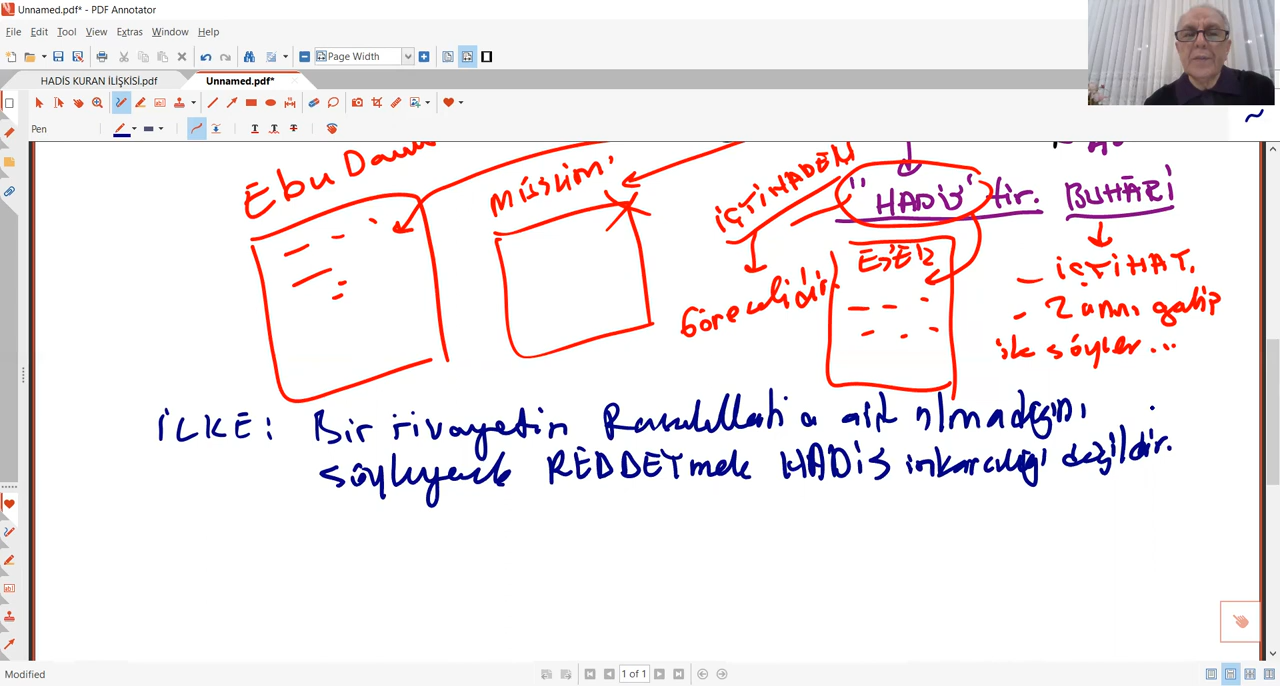 Unnamed.pdf* - PDF Annotator
File Edit Tool View Extras Window Help
Page Width
HADİS KURAN İLİŞKİSİ.pdf
Unnamed.pdf*
Pen
Ebu Davu
Müslim.
İÇTİHADEN
"HADİS" tir. BUHÂRİ
Görecelidir.
ESER
- İÇTİHAT.
- Zannı galip
ile söyler...
İLKE: Bir rivayetin Rasulullah'a ait olmadığını
söyleyerek REDDETmek HADİS inkarcılığı değildir.
1 of 1
Modified